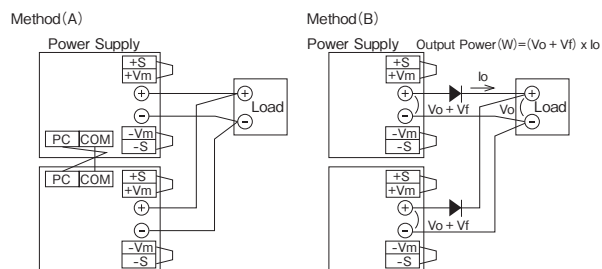 Method(A)
Method(B)
Power Supply
Power Supply Output Power(W)=(Vo + Vf) x Io
+S
+Vm
Load
-Vm
-S
PC COM
PC COM
+S
+Vm
-Vm
-S
+S
+Vm
Io
Vo + Vf
Vo
Load
-Vm
-S
+S
+Vm
Vo + Vf
-Vm
-S